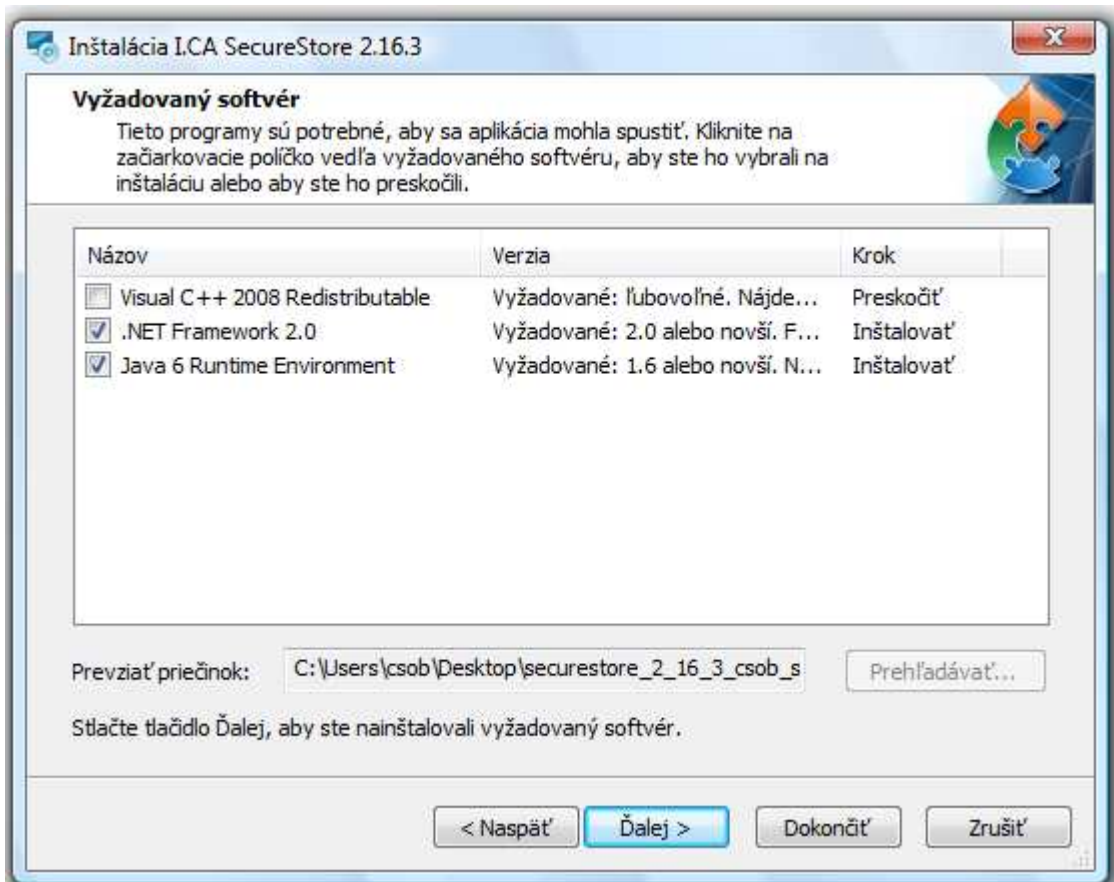 Inštalácia I.CA SecureStore 2.16.3
Vyžadovaný softvér
Tieto programy sú potrebné, aby sa aplikácia mohla spustiť. Kliknite na
začiarkovacie políčko vedľa vyžadovaného softvéru, aby ste ho vybrali na
inštaláciu alebo aby ste ho preskočili.
Názov Verzia Krok
Visual C++ 2008 Redistributable Vyžadované: ľubovoľné. Nájde... Preskočiť
.NET Framework 2.0 Vyžadované: 2.0 alebo novší. F... Inštalovať
Java 6 Runtime Environment Vyžadované: 1.6 alebo novší. N... Inštalovať
Prevziať priečinok: C:\Users\csob\Desktop\securestore_2_16_3_csob_s Prehľadávať...
Stlačte tlačidlo Ďalej, aby ste nainštalovali vyžadovaný softvér.
< Naspäť Ďalej > Dokončiť Zrušiť